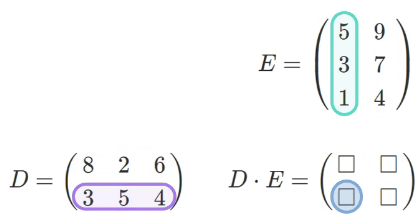 E = ( 5 9
3 7
1 4 )
D = ( 8 2 6
3 5 4 )
D · E = ( □ □
□ □ )